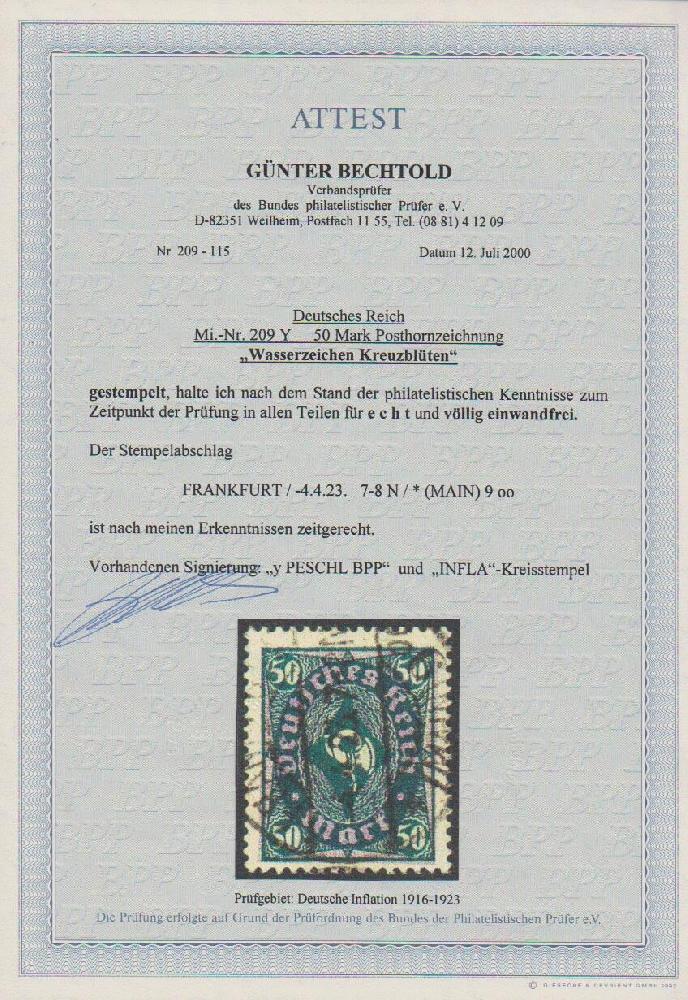 ATTEST
GÜNTER BECHTOLD
Verbandsprüfer
des Bundes philatelistischer Prüfer e. V.
D-82351 Weilheim, Postfach 11 55, Tel. (08 81) 4 12 09
Nr 209 - 115 Datum 12. Juli 2000
Deutsches Reich
Mi.-Nr. 209 Y 50 Mark Posthornzeichnung
„Wasserzeichen Kreuzblüten“
gestempelt, halte ich nach dem Stand der philatelistischen Kenntnisse zum
Zeitpunkt der Prüfung in allen Teilen für e c h t und völlig einwandfrei.
Der Stempelabschlag
FRANKFURT / -4.4.23. 7-8 N / * (MAIN) 9 oo
ist nach meinen Erkenntnissen zeitgerecht.
Vorhandenen Signierung: „y PESCHL BPP“ und „INFLA“-Kreisstempel
50 50
Deutsches Reich
Mark
50 50
Prüfgebiet: Deutsche Inflation 1916-1923
Die Prüfung erfolgte auf Grund der Prüfordnung des Bundes der Philatelistischen Prüfer e.V.